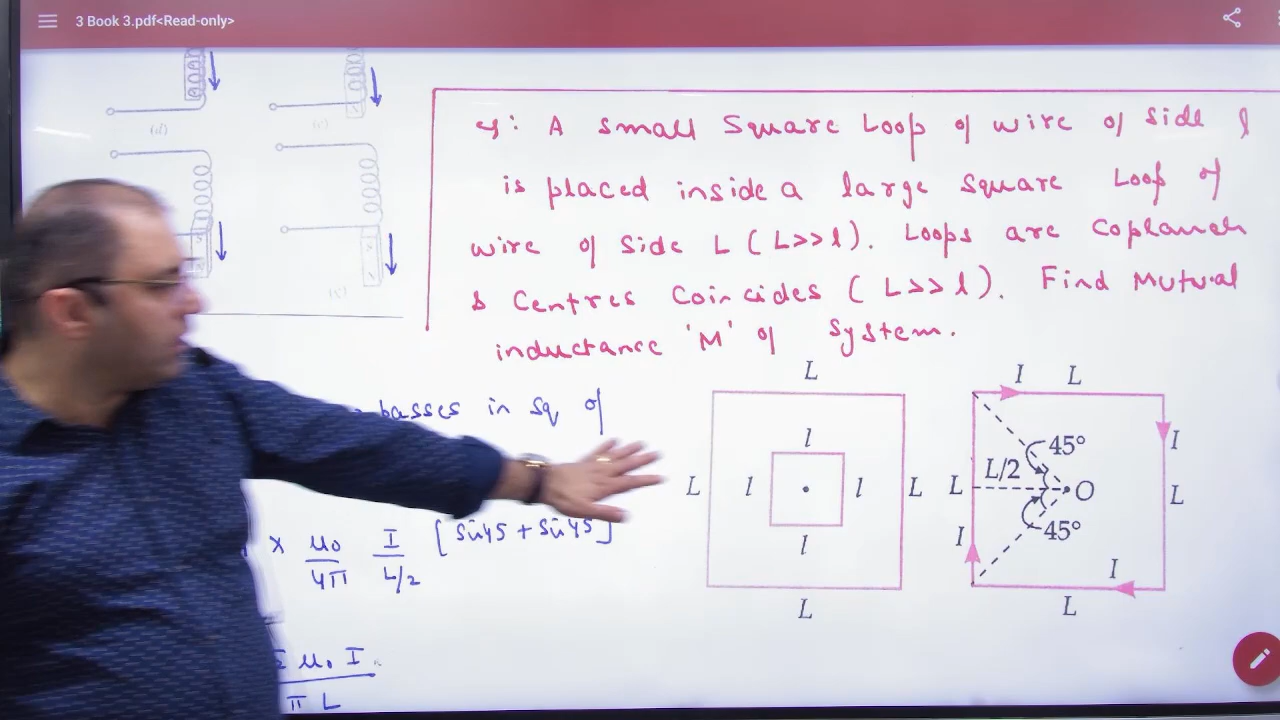 3 Book 3.pdf<Read-only>
(d)
(c)
eg: A small Square Loop of wire of side l
is placed inside a large square Loop of
wire of side L (L>>l). Loops are coplanar
& Centres Coincides (L>>l). Find Mutual
inductance 'M' of System.
passes in sq of
× μ₀/4π I/L/2 [Sin45 + Sin45]
μ₀ I
π L
L
l
L l l L
l
L
I L
45° I
L L/2 O L
45°
I I
L